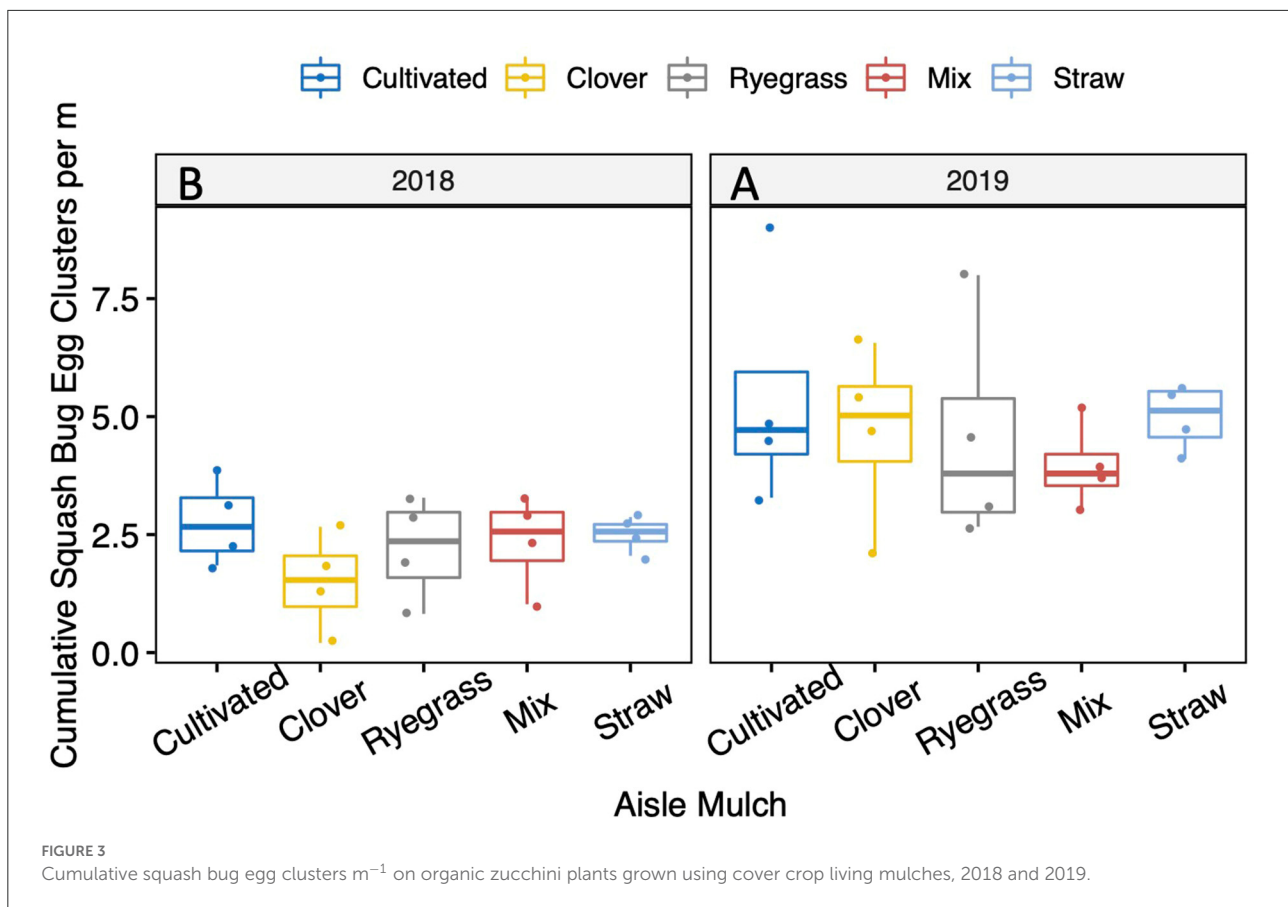 Cultivated Clover Ryegrass Mix Straw
Cumulative Squash Bug Egg Clusters per m
B 2018
A 2019
7.5
5.0
2.5
0.0
Cultivated Clover Ryegrass Mix Straw
Cultivated Clover Ryegrass Mix Straw
Aisle Mulch
FIGURE 3
Cumulative squash bug egg clusters m⁻¹ on organic zucchini plants grown using cover crop living mulches, 2018 and 2019.